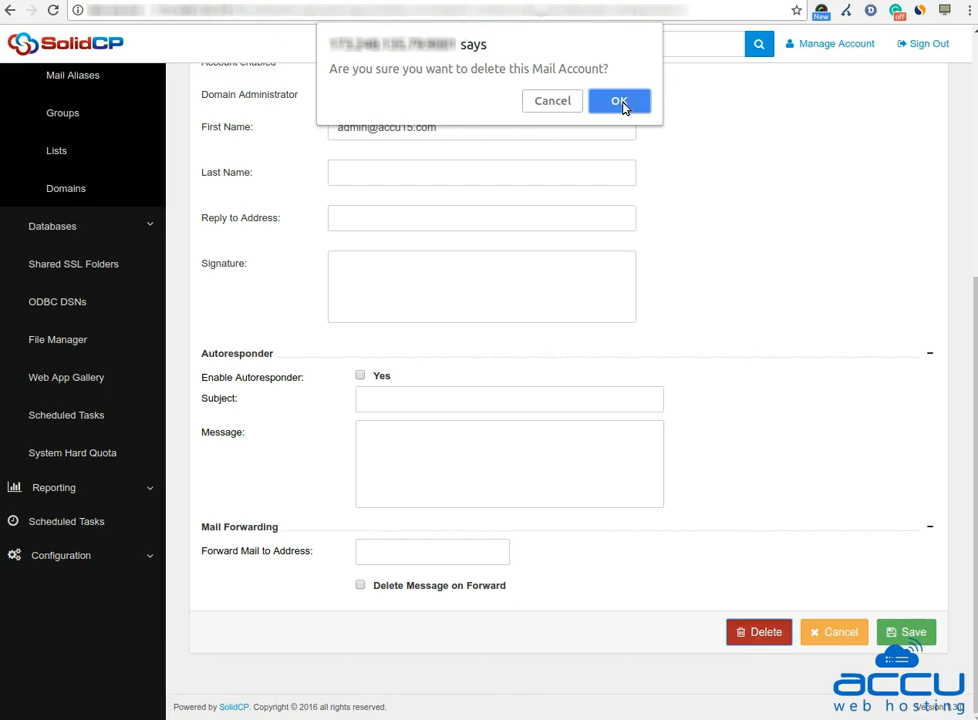 New
off
says
Are you sure you want to delete this Mail Account?
Cancel
OK
SolidCP
Manage Account
Sign Out
Mail Aliases
Groups
Lists
Domains
Databases
Shared SSL Folders
ODBC DSNs
File Manager
Web App Gallery
Scheduled Tasks
System Hard Quota
Reporting
Scheduled Tasks
Configuration
Account enabled
Domain Administrator
First Name:
admin@accu15.com
Last Name:
Reply to Address:
Signature:
Autoresponder
Enable Autoresponder:
Yes
Subject:
Message:
Mail Forwarding
Forward Mail to Address:
Delete Message on Forward
Delete
Cancel
Save
accu
web hosting
Powered by SolidCP. Copyright © 2016 all rights reserved.